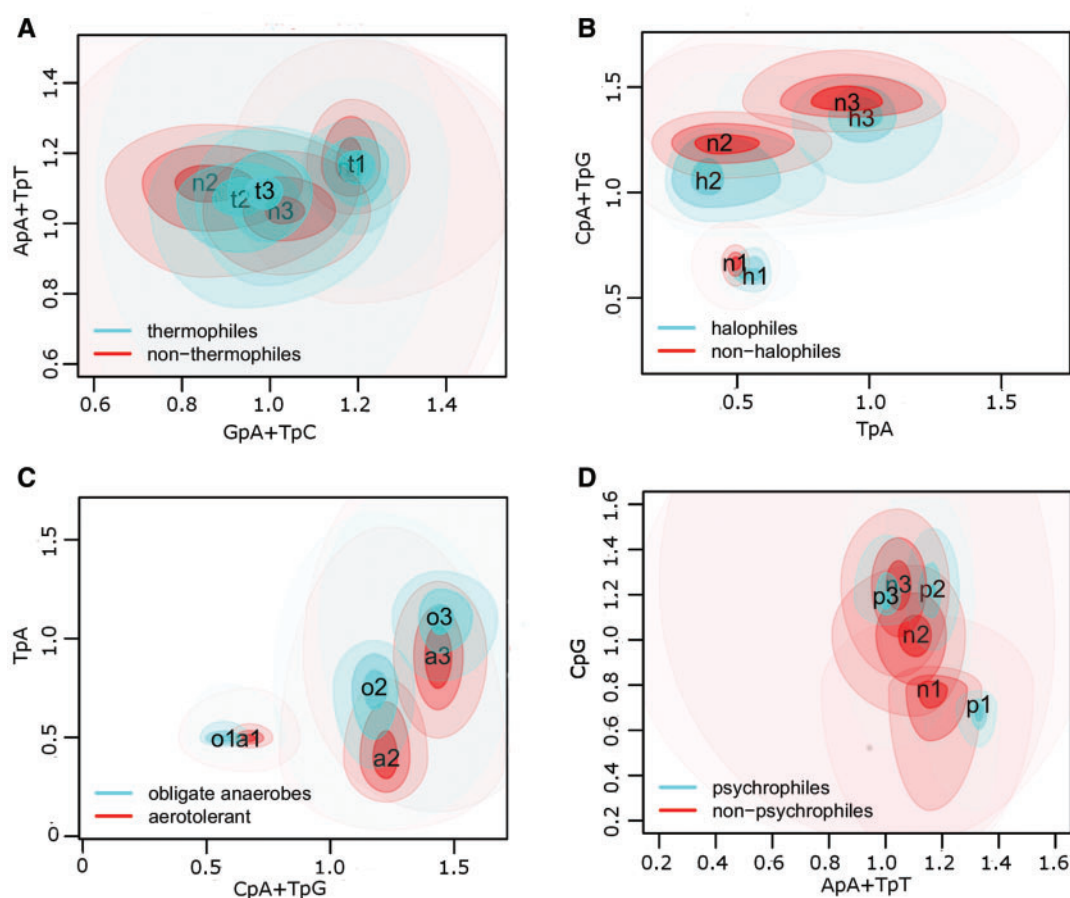 A
ApA+TpT
1.4
1.2
1.0
0.8
0.6
n2
t2
t3
n3
t1
thermophiles
non-thermophiles
0.6 0.8 1.0 1.2 1.4
GpA+TpC
B
CpA+TpG
1.5
1.0
0.5
n3
h3
n2
h2
n1
h1
halophiles
non-halophiles
0.5 1.0 1.5
TpA
C
TpA
1.5
1.0
0.5
0
o3
a3
o2
a2
o1
a1
obligate anaerobes
aerotolerant
0 0.5 1.0 1.5
CpA+TpG
D
CpG
1.6
1.4
1.2
1.0
0.8
0.6
0.4
0.2
n3
p3
p2
n2
n1
p1
psychrophiles
non-psychrophiles
0.2 0.4 0.6 0.8 1.0 1.2 1.4 1.6
ApA+TpT